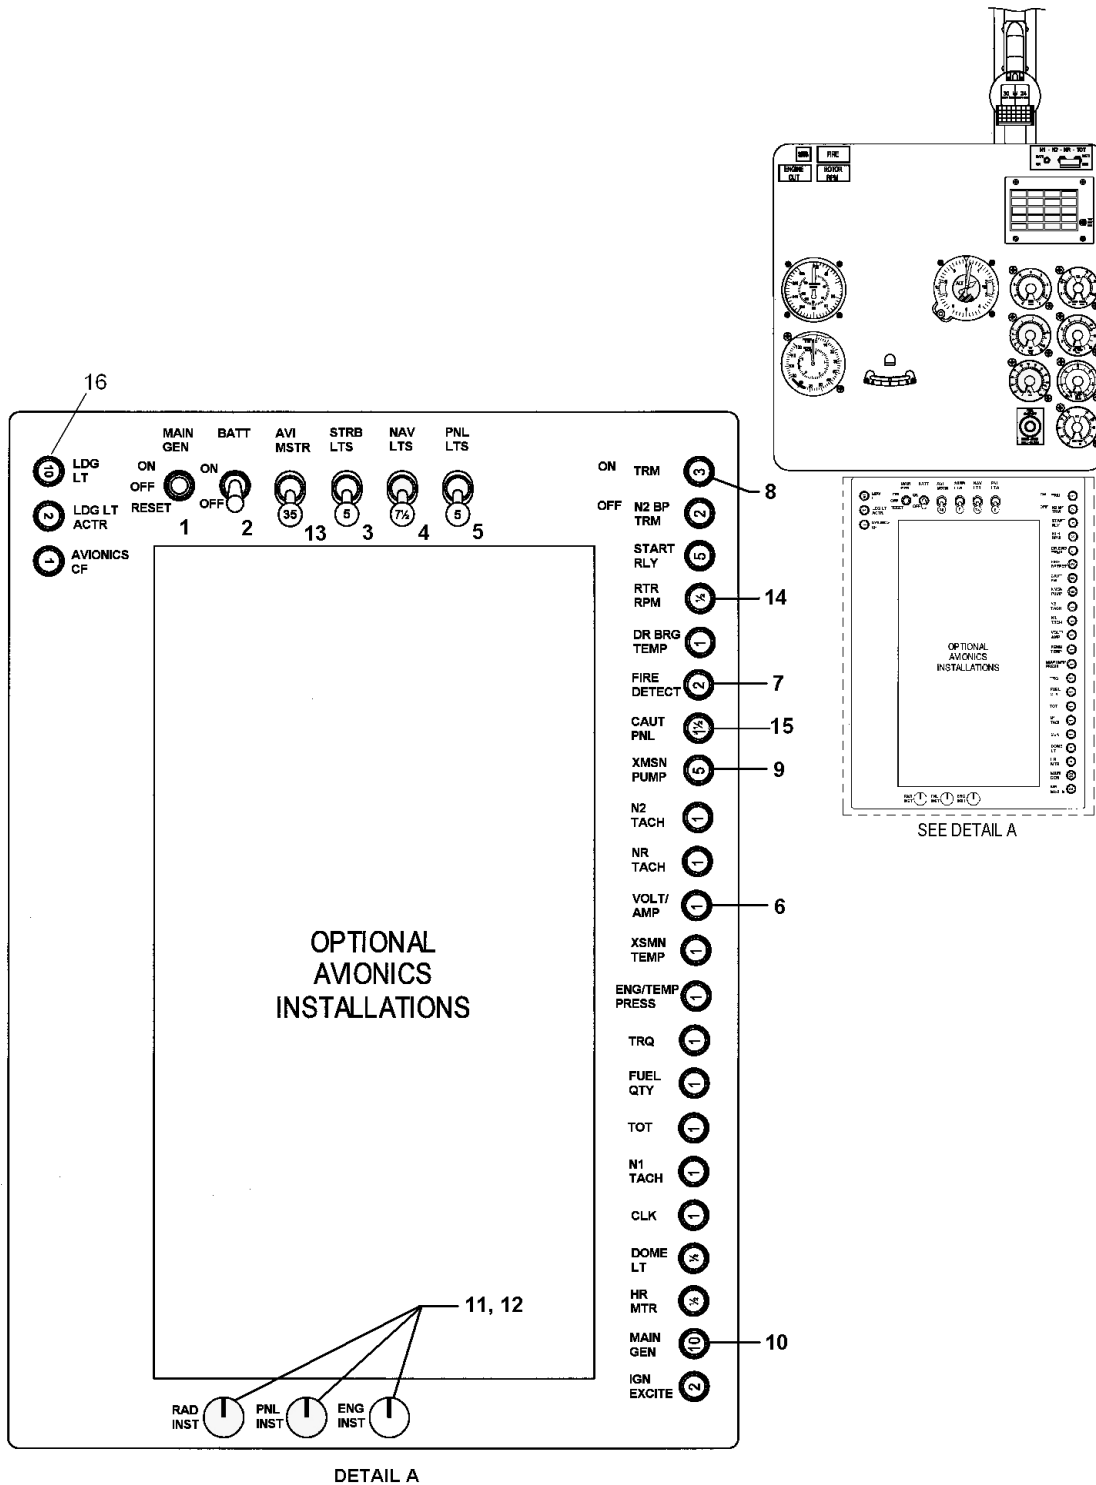 FIRE
ENGINE
OUT
ROTOR
RPM
N1 - N2 - NR - TOT
16
MAIN
GEN
BATT
AVI
MSTR
STRB
LTS
NAV
LTS
PNL
LTS
10
LDG
LT
ON
OFF
RESET
ON
OFF
35
5
7½
5
1
2
13
3
4
5
2
LDG LT
ACTR
1
AVIONICS
CF
ON
TRM
3
8
OFF
N2 BP
TRM
2
START
RLY
5
RTR
RPM
½
14
DR BRG
TEMP
1
FIRE
DETECT
2
7
CAUT
PNL
1½
15
XMSN
PUMP
5
9
N2
TACH
1
NR
TACH
1
VOLT/
AMP
1
6
XSMN
TEMP
1
ENG/TEMP
PRESS
1
TRQ
1
FUEL
QTY
1
TOT
1
N1
TACH
1
CLK
1
DOME
LT
½
HR
MTR
½
MAIN
GEN
10
10
IGN
EXCITE
2
OPTIONAL
AVIONICS
INSTALLATIONS
11, 12
RAD
INST
PNL
INST
ENG
INST
DETAIL A
OPTIONAL
AVIONICS
INSTALLATIONS
SEE DETAIL A